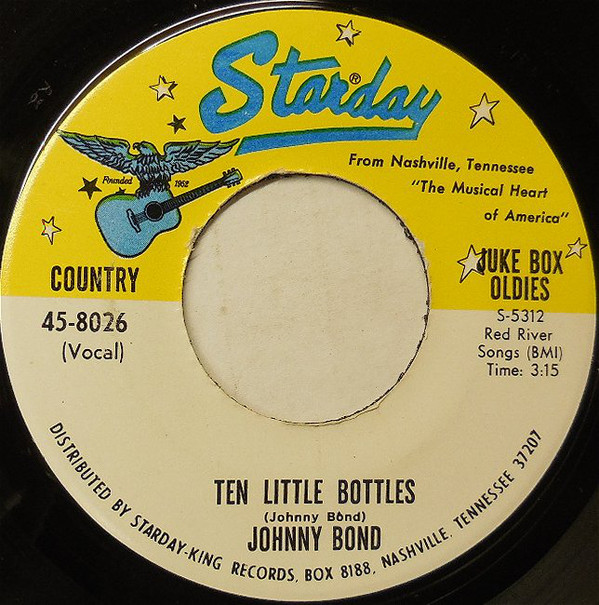 Starday®
From Nashville, Tennessee
"The Musical Heart
of America"
Founded 1952
COUNTRY
JUKE BOX
OLDIES
45-8026
(Vocal)
S-5312
Red River
Songs (BMI)
Time: 3:15
TEN LITTLE BOTTLES
(Johnny Bond)
JOHNNY BOND
DISTRIBUTED BY STARDAY-KING RECORDS, BOX 8188, NASHVILLE, TENNESSEE 37207